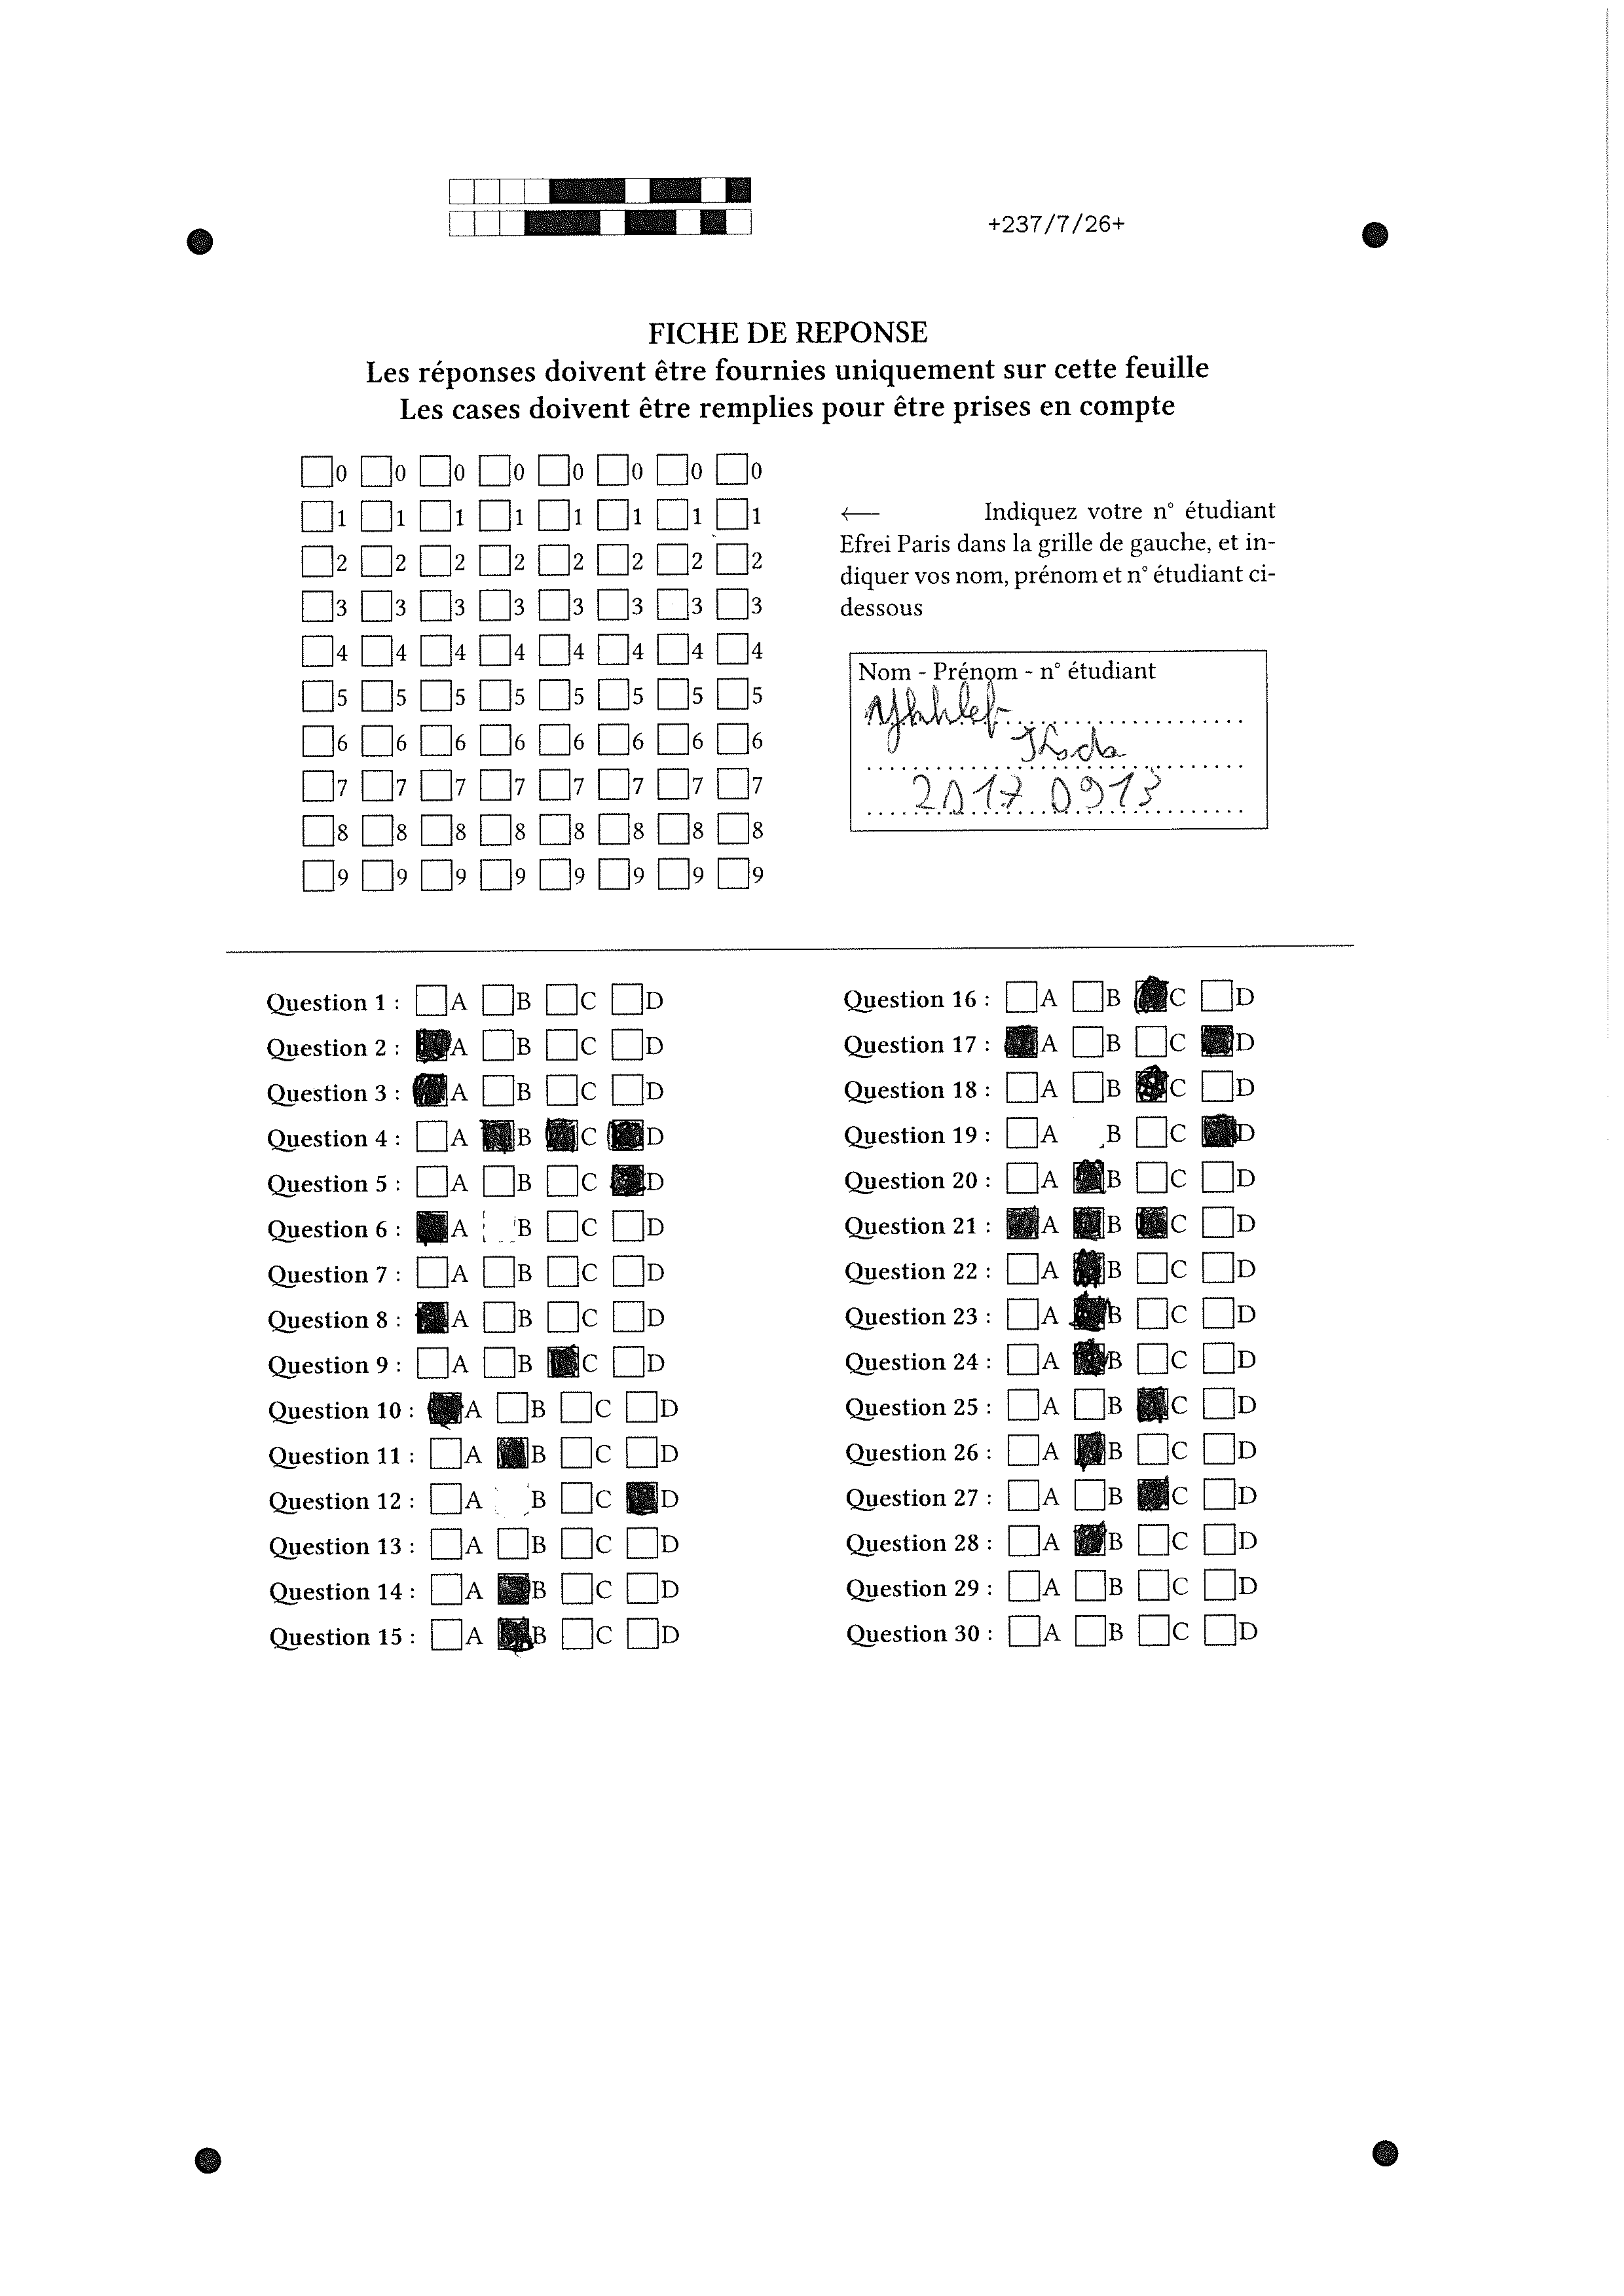 +237/7/26+
FICHE DE REPONSE
Les réponses doivent être fournies uniquement sur cette feuille
Les cases doivent être remplies pour être prises en compte
0 0 0 0 0 0 0 0
1 1 1 1 1 1 1 1
2 2 2 2 2 2 2 2
3 3 3 3 3 3 3 3
4 4 4 4 4 4 4 4
5 5 5 5 5 5 5 5
6 6 6 6 6 6 6 6
7 7 7 7 7 7 7 7
8 8 8 8 8 8 8 8
9 9 9 9 9 9 9 9
← Indiquez votre n° étudiant
Efrei Paris dans la grille de gauche, et in-
diquer vos nom, prénom et n° étudiant ci-
dessous
Nom - Prénom - n° étudiant
2017 0913
Question 1 : A B C D
Question 2 : A B C D
Question 3 : A B C D
Question 4 : A B C D
Question 5 : A B C D
Question 6 : A B C D
Question 7 : A B C D
Question 8 : A B C D
Question 9 : A B C D
Question 10 : A B C D
Question 11 : A B C D
Question 12 : A B C D
Question 13 : A B C D
Question 14 : A B C D
Question 15 : A B C D
Question 16 : A B C D
Question 17 : A B C D
Question 18 : A B C D
Question 19 : A B C D
Question 20 : A B C D
Question 21 : A B C D
Question 22 : A B C D
Question 23 : A B C D
Question 24 : A B C D
Question 25 : A B C D
Question 26 : A B C D
Question 27 : A B C D
Question 28 : A B C D
Question 29 : A B C D
Question 30 : A B C D